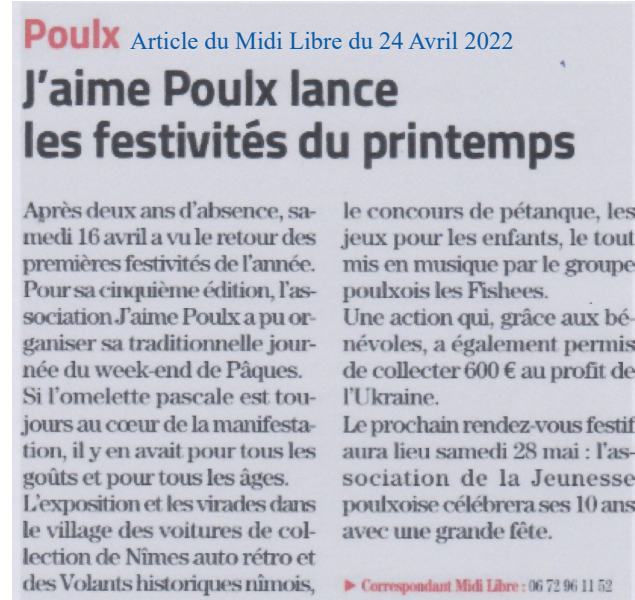 Poulx Article du Midi Libre du 24 Avril 2022
J'aime Poulx lance
les festivités du printemps
Après deux ans d'absence, sa-
medi 16 avril a vu le retour des
premières festivités de l'année.
Pour sa cinquième édition, l'as-
sociation J'aime Poulx a pu or-
ganiser sa traditionnelle jour-
née du week-end de Pâques.
Si l'omelette pascale est tou-
jours au cœur de la manifesta-
tion, il y en avait pour tous les
goûts et pour tous les âges.
L'exposition et les virades dans
le village des voitures de col-
lection de Nîmes auto rétro et
des Volants historiques nîmois,
le concours de pétanque, les
jeux pour les enfants, le tout
mis en musique par le groupe
poulxois les Fishees.
Une action qui, grâce aux bé-
névoles, a également permis
de collecter 600 € au profit de
l'Ukraine.
Le prochain rendez-vous festif
aura lieu samedi 28 mai : l'as-
sociation de la Jeunesse
poulxoise célébrera ses 10 ans
avec une grande fête.
► Correspondant Midi Libre : 06 72 96 11 52